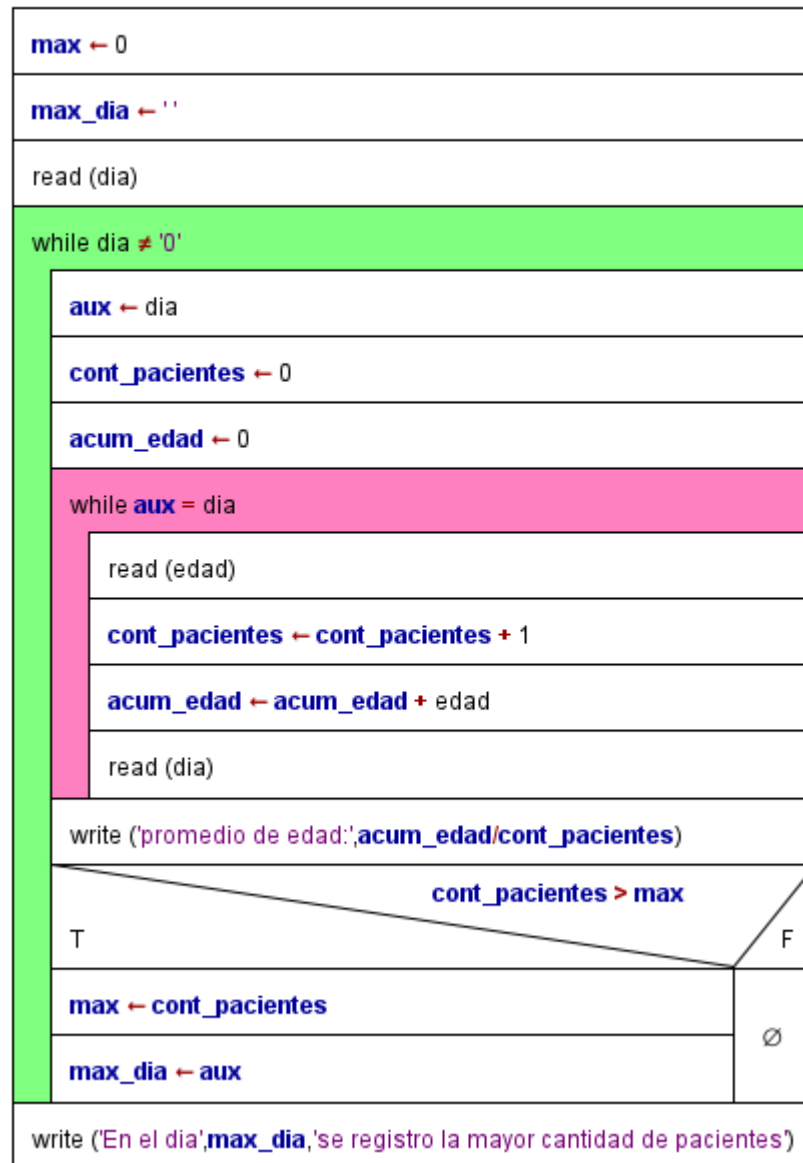 max ← 0
max_dia ← ' '
read (dia)
while dia ≠ '0'
aux ← dia
cont_pacientes ← 0
acum_edad ← 0
while aux = dia
read (edad)
cont_pacientes ← cont_pacientes + 1
acum_edad ← acum_edad + edad
read (dia)
write ('promedio de edad:',acum_edad/cont_pacientes)
cont_pacientes > max
T F
max ← cont_pacientes
∅
max_dia ← aux
write ('En el dia',max_dia,'se registro la mayor cantidad de pacientes')